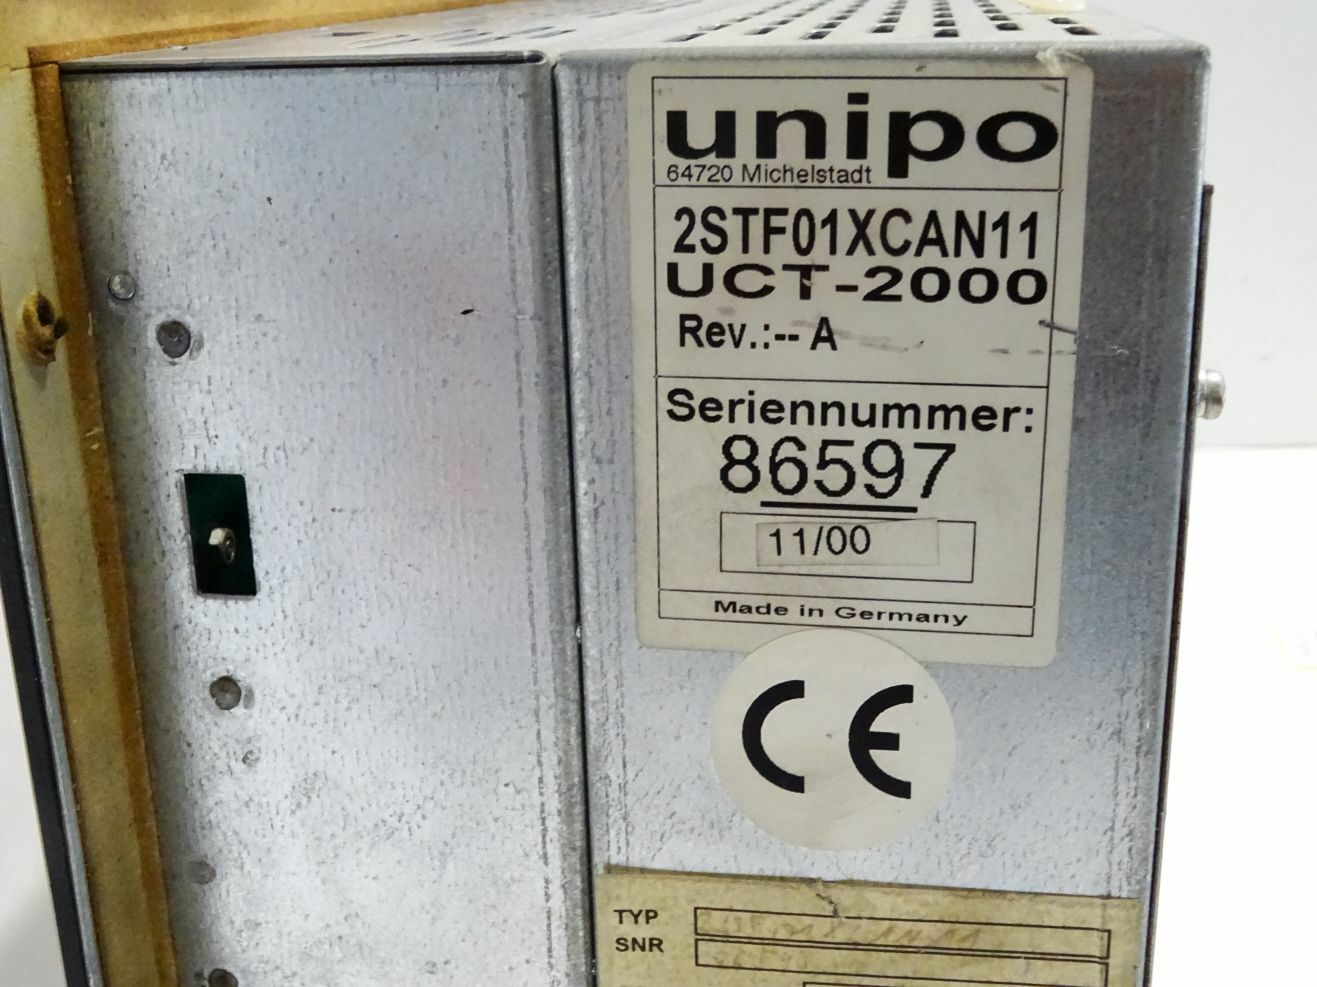 unipo
64720 Michelstadt
2STF01XCAN11
UCT-2000
Rev.:-- A
Seriennummer:
86597
11/00
Made in Germany
CE
TYP
SNR